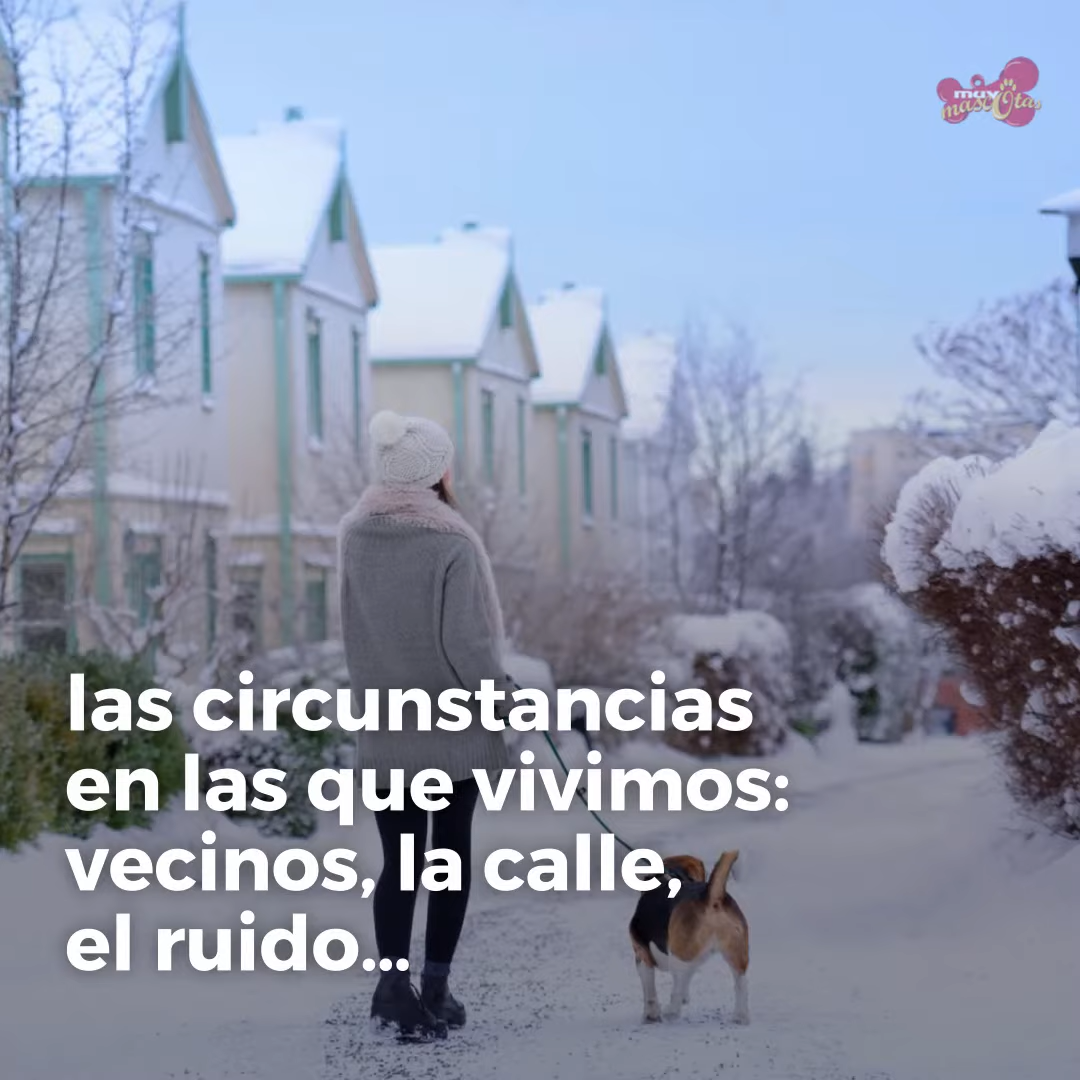 muy
mascotas
las circunstancias
en las que vivimos:
vecinos, la calle,
el ruido...